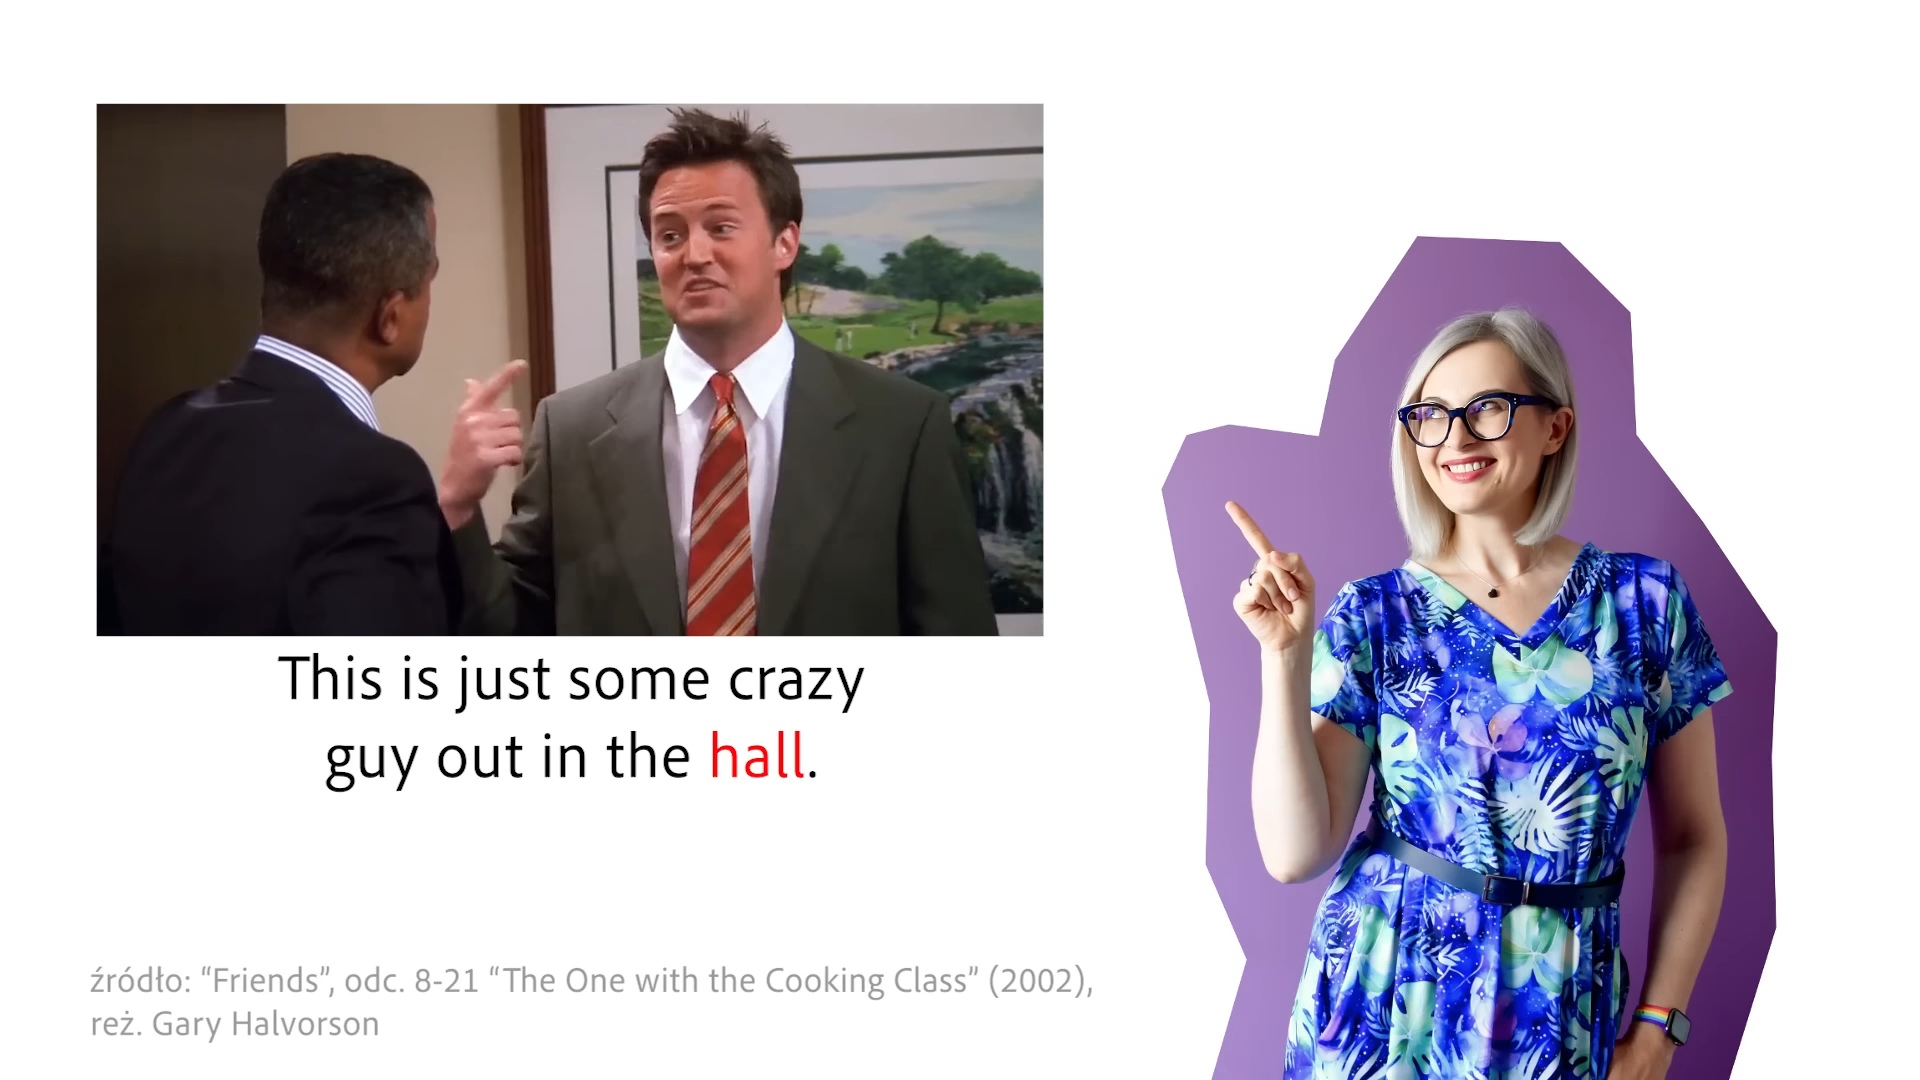 This is just some crazy
guy out in the hall.
źródło: “Friends”, odc. 8-21 “The One with the Cooking Class” (2002),
reż. Gary Halvorson